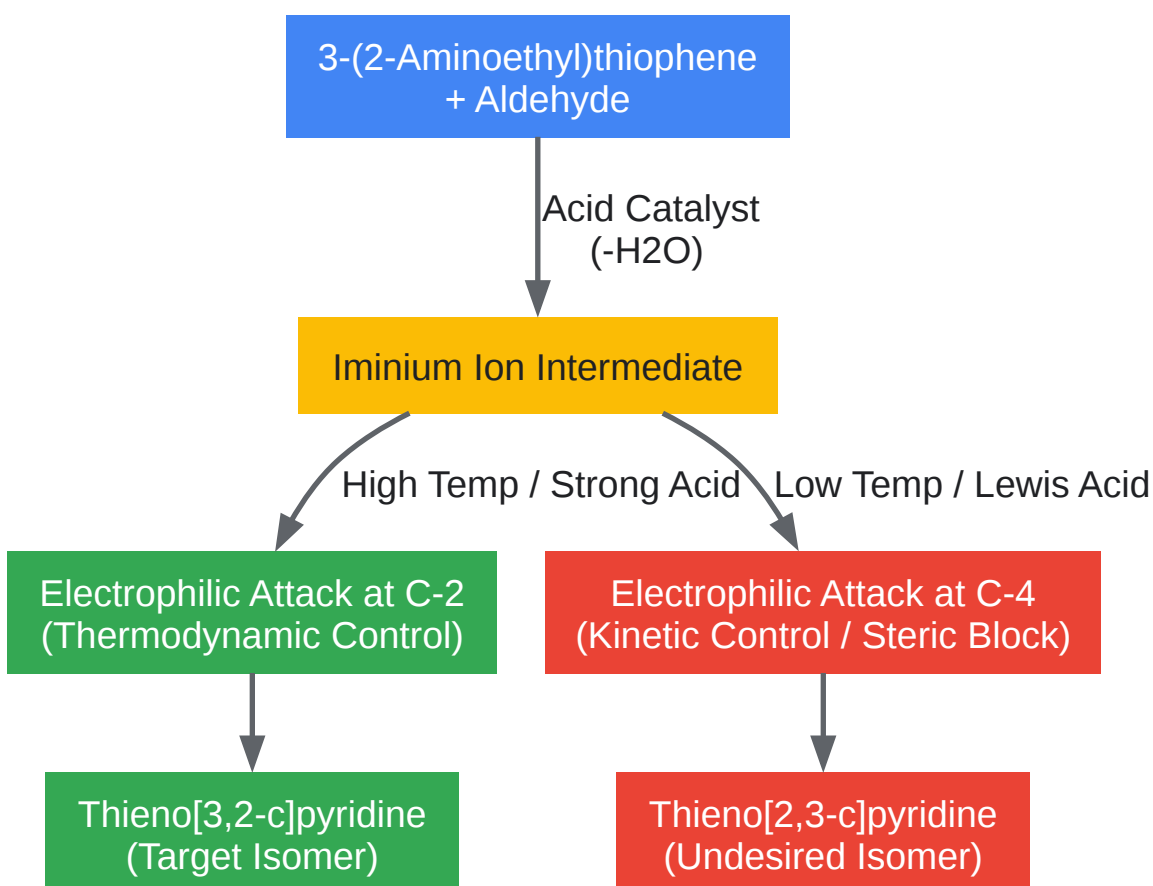 3-(2-Aminoethyl)thiophene
+ Aldehyde
Acid Catalyst
(-H2O)
Iminium Ion Intermediate
High Temp / Strong Acid
Low Temp / Lewis Acid
Electrophilic Attack at C-2
(Thermodynamic Control)
Electrophilic Attack at C-4
(Kinetic Control / Steric Block)
Thieno[3,2-c]pyridine
(Target Isomer)
Thieno[2,3-c]pyridine
(Undesired Isomer)